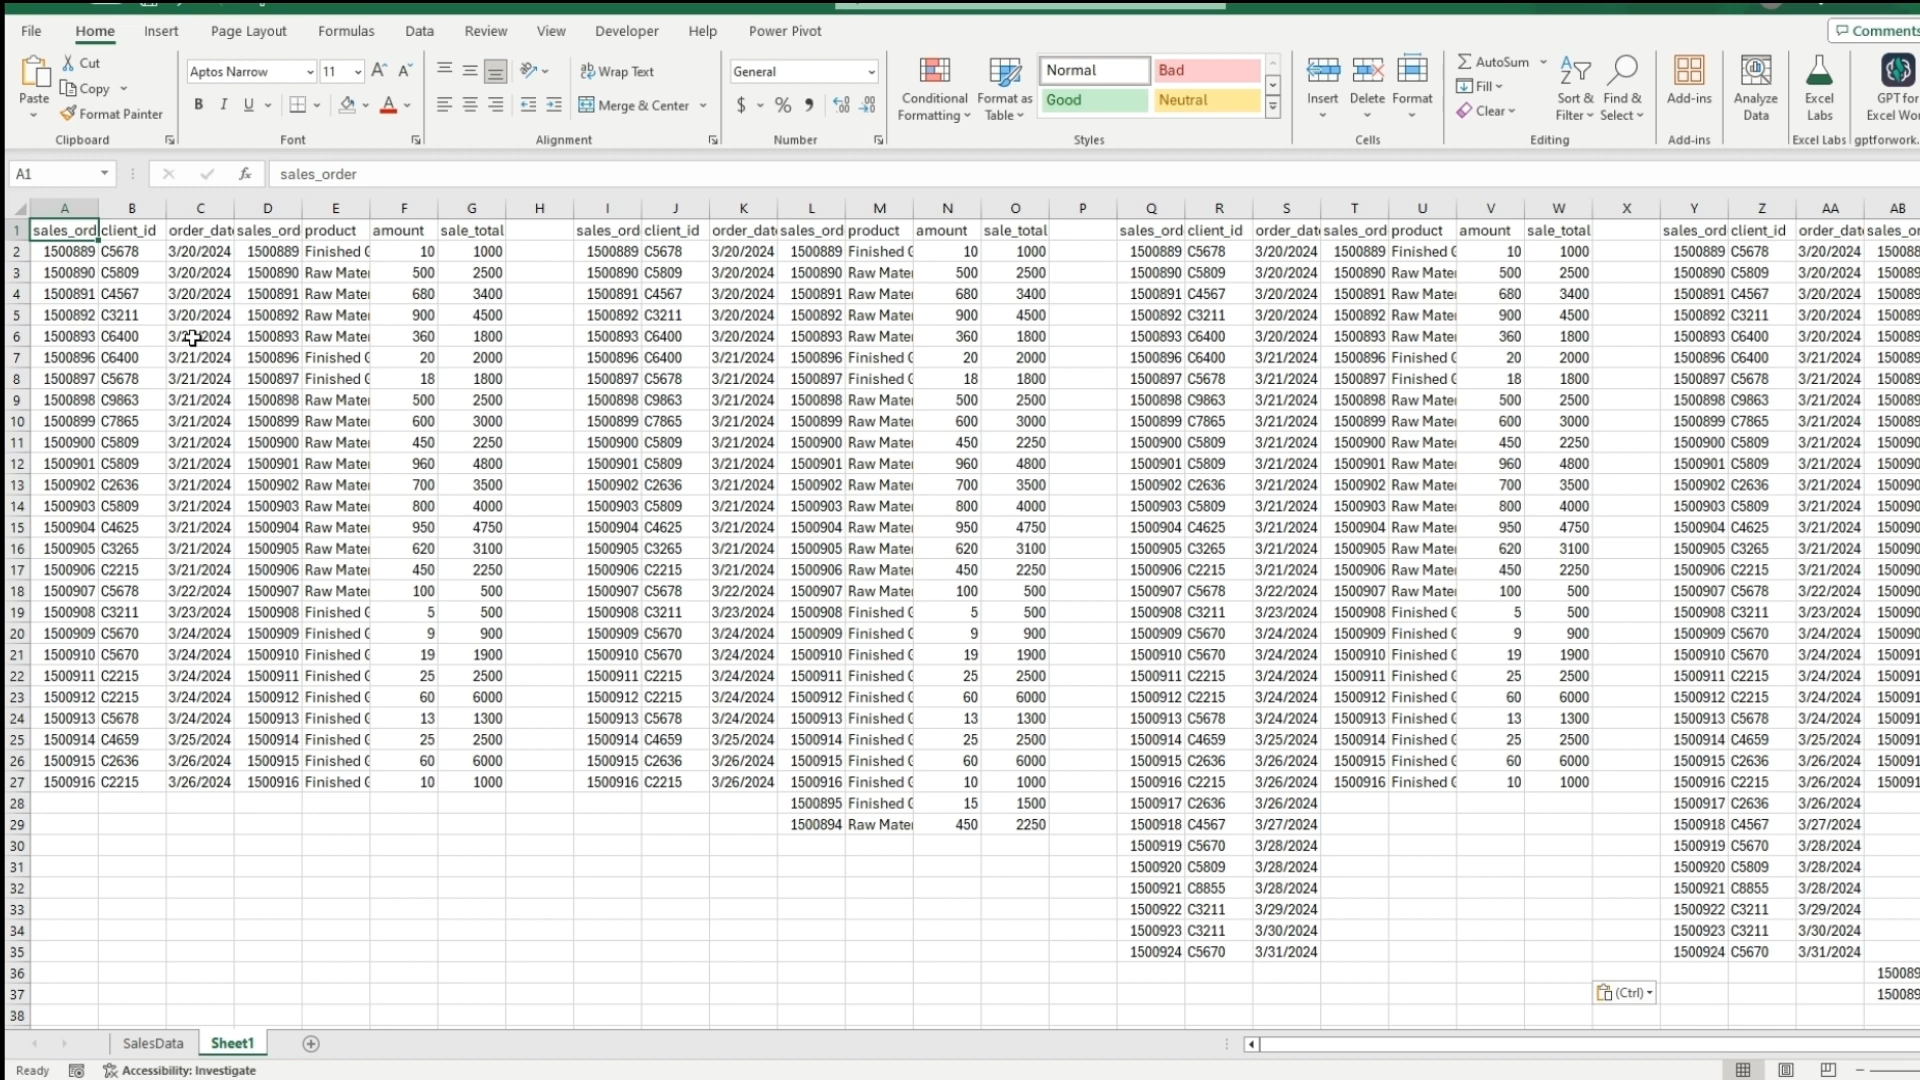 File Home Insert Page Layout Formulas Data Review View Developer Help Power Pivot Comments
Cut Aptos Narrow 11 A A Wrap Text General Normal Bad AutoSum
Paste Copy Format Painter B I U A Merge & Center $ % Conditional Formatting Format as Table Good Neutral Insert Delete Format Fill Clear Sort & Filter Find & Select Add-ins Analyze Data Excel Labs GPT for Excel Wor
Clipboard Font Alignment Number Styles Cells Editing Add-ins Excel Labs gptforwork.
A1 fx sales_order
A B C D E F G H I J K L M N O P Q R S T U V W X Y Z AA AB
1 sales_ord client_id order_date sales_ord product amount sale_total sales_ord client_id order_date sales_ord product amount sale_total sales_ord client_id order_date sales_ord product amount sale_total sales_ord client_id order_date sales_or
2 1500889 C5678 3/20/2024 1500889 Finished G 10 1000 1500889 C5678 3/20/2024 1500889 Finished G 10 1000 1500889 C5678 3/20/2024 1500889 Finished G 10 1000 1500889 C5678 3/20/2024 150088
3 1500890 C5809 3/20/2024 1500890 Raw Mate 500 2500 1500890 C5809 3/20/2024 1500890 Raw Mate 500 2500 1500890 C5809 3/20/2024 1500890 Raw Mate 500 2500 1500890 C5809 3/20/2024 150089
4 1500891 C4567 3/20/2024 1500891 Raw Mate 680 3400 1500891 C4567 3/20/2024 1500891 Raw Mate 680 3400 1500891 C4567 3/20/2024 1500891 Raw Mate 680 3400 1500891 C4567 3/20/2024 150089
5 1500892 C3211 3/20/2024 1500892 Raw Mate 900 4500 1500892 C3211 3/20/2024 1500892 Raw Mate 900 4500 1500892 C3211 3/20/2024 1500892 Raw Mate 900 4500 1500892 C3211 3/20/2024 150089
6 1500893 C6400 1500893 Raw Mate 360 1800 1500893 C6400 3/20/2024 1500893 Raw Mate 360 1800 1500893 C6400 3/20/2024 1500893 Raw Mate 360 1800 1500893 C6400 3/20/2024 150089
7 1500896 C6400 3/21/2024 1500896 Finished G 20 2000 1500896 C6400 3/21/2024 1500896 Finished G 20 2000 1500896 C6400 3/21/2024 1500896 Finished G 20 2000 1500896 C6400 3/21/2024 150089
8 1500897 C5678 3/21/2024 1500897 Finished G 18 1800 1500897 C5678 3/21/2024 1500897 Finished G 18 1800 1500897 C5678 3/21/2024 1500897 Finished G 18 1800 1500897 C5678 3/21/2024 150089
9 1500898 C9863 3/21/2024 1500898 Raw Mate 500 2500 1500898 C9863 3/21/2024 1500898 Raw Mate 500 2500 1500898 C9863 3/21/2024 1500898 Raw Mate 500 2500 1500898 C9863 3/21/2024 150089
10 1500899 C7865 3/21/2024 1500899 Raw Mate 600 3000 1500899 C7865 3/21/2024 1500899 Raw Mate 600 3000 1500899 C7865 3/21/2024 1500899 Raw Mate 600 3000 1500899 C7865 3/21/2024 150089
11 1500900 C5809 3/21/2024 1500900 Raw Mate 450 2250 1500900 C5809 3/21/2024 1500900 Raw Mate 450 2250 1500900 C5809 3/21/2024 1500900 Raw Mate 450 2250 1500900 C5809 3/21/2024 150090
12 1500901 C5809 3/21/2024 1500901 Raw Mate 960 4800 1500901 C5809 3/21/2024 1500901 Raw Mate 960 4800 1500901 C5809 3/21/2024 1500901 Raw Mate 960 4800 1500901 C5809 3/21/2024 150090
13 1500902 C2636 3/21/2024 1500902 Raw Mate 700 3500 1500902 C2636 3/21/2024 1500902 Raw Mate 700 3500 1500902 C2636 3/21/2024 1500902 Raw Mate 700 3500 1500902 C2636 3/21/2024 150090
14 1500903 C5809 3/21/2024 1500903 Raw Mate 800 4000 1500903 C5809 3/21/2024 1500903 Raw Mate 800 4000 1500903 C5809 3/21/2024 1500903 Raw Mate 800 4000 1500903 C5809 3/21/2024 150090
15 1500904 C4625 3/21/2024 1500904 Raw Mate 950 4750 1500904 C4625 3/21/2024 1500904 Raw Mate 950 4750 1500904 C4625 3/21/2024 1500904 Raw Mate 950 4750 1500904 C4625 3/21/2024 150090
16 1500905 C3265 3/21/2024 1500905 Raw Mate 620 3100 1500905 C3265 3/21/2024 1500905 Raw Mate 620 3100 1500905 C3265 3/21/2024 1500905 Raw Mate 620 3100 1500905 C3265 3/21/2024 150090
17 1500906 C2215 3/21/2024 1500906 Raw Mate 450 2250 1500906 C2215 3/21/2024 1500906 Raw Mate 450 2250 1500906 C2215 3/21/2024 1500906 Raw Mate 450 2250 1500906 C2215 3/21/2024 150090
18 1500907 C5678 3/22/2024 1500907 Raw Mate 100 500 1500907 C5678 3/22/2024 1500907 Raw Mate 100 500 1500907 C5678 3/22/2024 1500907 Raw Mate 100 500 1500907 C5678 3/22/2024 150090
19 1500908 C3211 3/23/2024 1500908 Finished G 5 500 1500908 C3211 3/23/2024 1500908 Finished G 5 500 1500908 C3211 3/23/2024 1500908 Finished G 5 500 1500908 C3211 3/23/2024 150090
20 1500909 C5670 3/24/2024 1500909 Finished G 9 900 1500909 C5670 3/24/2024 1500909 Finished G 9 900 1500909 C5670 3/24/2024 1500909 Finished G 9 900 1500909 C5670 3/24/2024 150090
21 1500910 C5670 3/24/2024 1500910 Finished G 19 1900 1500910 C5670 3/24/2024 1500910 Finished G 19 1900 1500910 C5670 3/24/2024 1500910 Finished G 19 1900 1500910 C5670 3/24/2024 150091
22 1500911 C2215 3/24/2024 1500911 Finished G 25 2500 1500911 C2215 3/24/2024 1500911 Finished G 25 2500 1500911 C2215 3/24/2024 1500911 Finished G 25 2500 1500911 C2215 3/24/2024 150091
23 1500912 C2215 3/24/2024 1500912 Finished G 60 6000 1500912 C2215 3/24/2024 1500912 Finished G 60 6000 1500912 C2215 3/24/2024 1500912 Finished G 60 6000 1500912 C2215 3/24/2024 150091
24 1500913 C5678 3/24/2024 1500913 Finished G 13 1300 1500913 C5678 3/24/2024 1500913 Finished G 13 1300 1500913 C5678 3/24/2024 1500913 Finished G 13 1300 1500913 C5678 3/24/2024 150091
25 1500914 C4659 3/25/2024 1500914 Finished G 25 2500 1500914 C4659 3/25/2024 1500914 Finished G 25 2500 1500914 C4659 3/25/2024 1500914 Finished G 25 2500 1500914 C4659 3/25/2024 150091
26 1500915 C2636 3/26/2024 1500915 Finished G 60 6000 1500915 C2636 3/26/2024 1500915 Finished G 60 6000 1500915 C2636 3/26/2024 1500915 Finished G 60 6000 1500915 C2636 3/26/2024 150091
27 1500916 C2215 3/26/2024 1500916 Finished G 10 1000 1500916 C2215 3/26/2024 1500916 Finished G 10 1000 1500916 C2215 3/26/2024 1500916 Finished G 10 1000 1500916 C2215 3/26/2024 150091
28 1500895 Finished G 15 1500 1500917 C2636 3/26/2024 1500917 C2636 3/26/2024
29 1500894 Raw Mate 450 2250 1500918 C4567 3/27/2024 1500918 C4567 3/27/2024
30 1500919 C5670 3/28/2024 1500919 C5670 3/28/2024
31 1500920 C5809 3/28/2024 1500920 C5809 3/28/2024
32 1500921 C8855 3/28/2024 1500921 C8855 3/28/2024
33 1500922 C3211 3/29/2024 1500922 C3211 3/29/2024
34 1500923 C3211 3/30/2024 1500923 C3211 3/30/2024
35 1500924 C5670 3/31/2024 1500924 C5670 3/31/2024
36 150089
37 (Ctrl) 150089
38
SalesData Sheet1
Ready Accessibility: Investigate